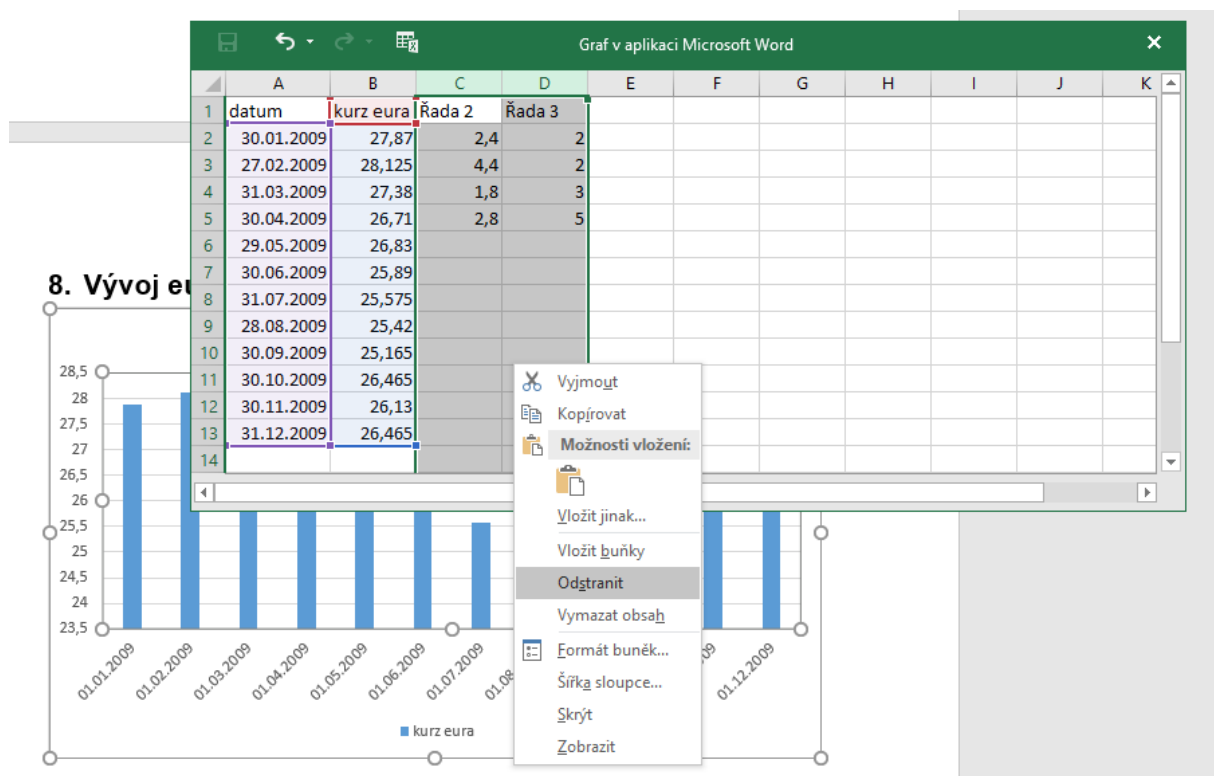 Graf v aplikaci Microsoft Word
A B C D E F G H I J K
1 datum kurz eura Řada 2 Řada 3
2 30.01.2009 27,87 2,4 2
3 27.02.2009 28,125 4,4 2
4 31.03.2009 27,38 1,8 3
5 30.04.2009 26,71 2,8 5
6 29.05.2009 26,83
7 30.06.2009 25,89
8 31.07.2009 25,575
9 28.08.2009 25,42
10 30.09.2009 25,165
11 30.10.2009 26,465
12 30.11.2009 26,13
13 31.12.2009 26,465
14
Vyjmout
Kopírovat
Možnosti vložení:
Vložit jinak...
Vložit buňky
Odstranit
Vymazat obsah
Formát buněk...
Šířka sloupce...
Skrýt
Zobrazit
8. Vývoj
28,5
28
27,5
27
26,5
26
25,5
25
24,5
24
23,5
01.01.2009 01.02.2009 01.03.2009 01.04.2009 01.05.2009 01.06.2009 01.07.2009 01.12.2009
kurz eura